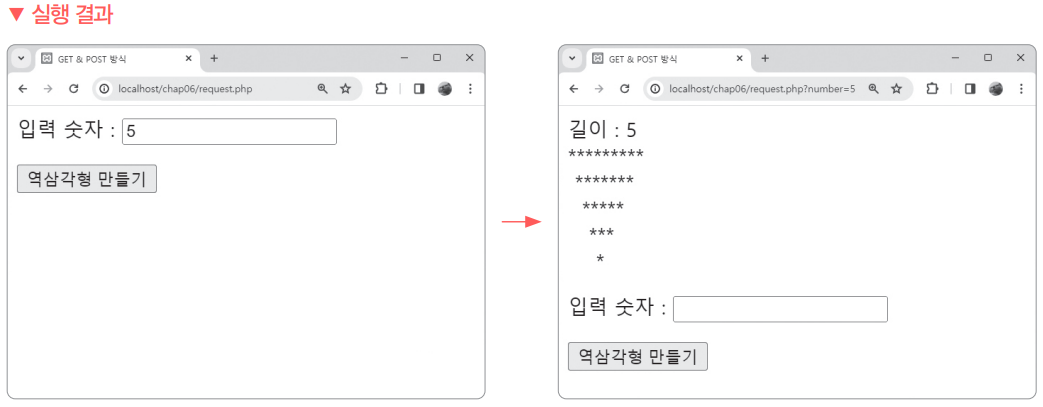 ▼ 실행 결과
GET & POST 방식
localhost/chap06/request.php
입력 숫자 : 5
역삼각형 만들기
GET & POST 방식
localhost/chap06/request.php?number=5
길이 : 5
*********
*******
*****
***
*
입력 숫자 :
역삼각형 만들기